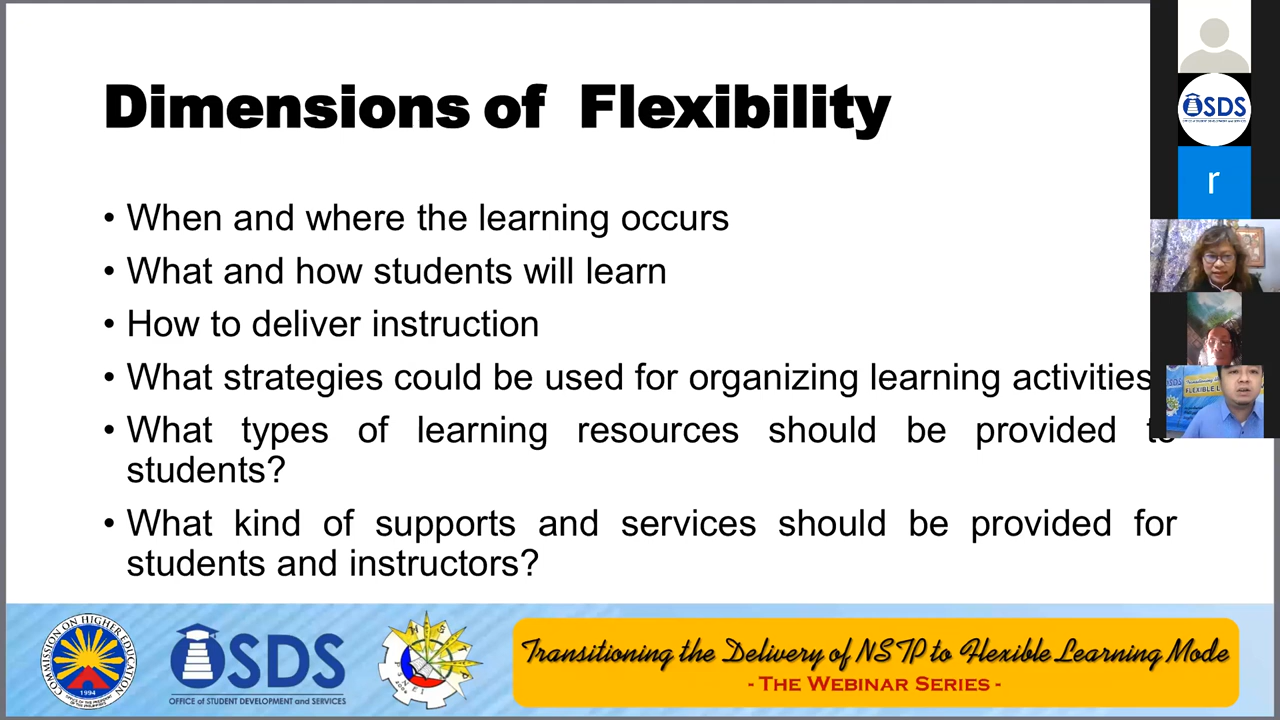 Dimensions of Flexibility
• When and where the learning occurs
• What and how students will learn
• How to deliver instruction
• What strategies could be used for organizing learning activities
• What types of learning resources should be provided to
students?
• What kind of supports and services should be provided for
students and instructors?
OSDS
r
COMMISSION ON HIGHER EDUCATION
1994
OSDS
OFFICE of STUDENT DEVELOPMENT and SERVICES
Transitioning the Delivery of NSTP to Flexible Learning Mode
- THE WEBINAR SERIES -